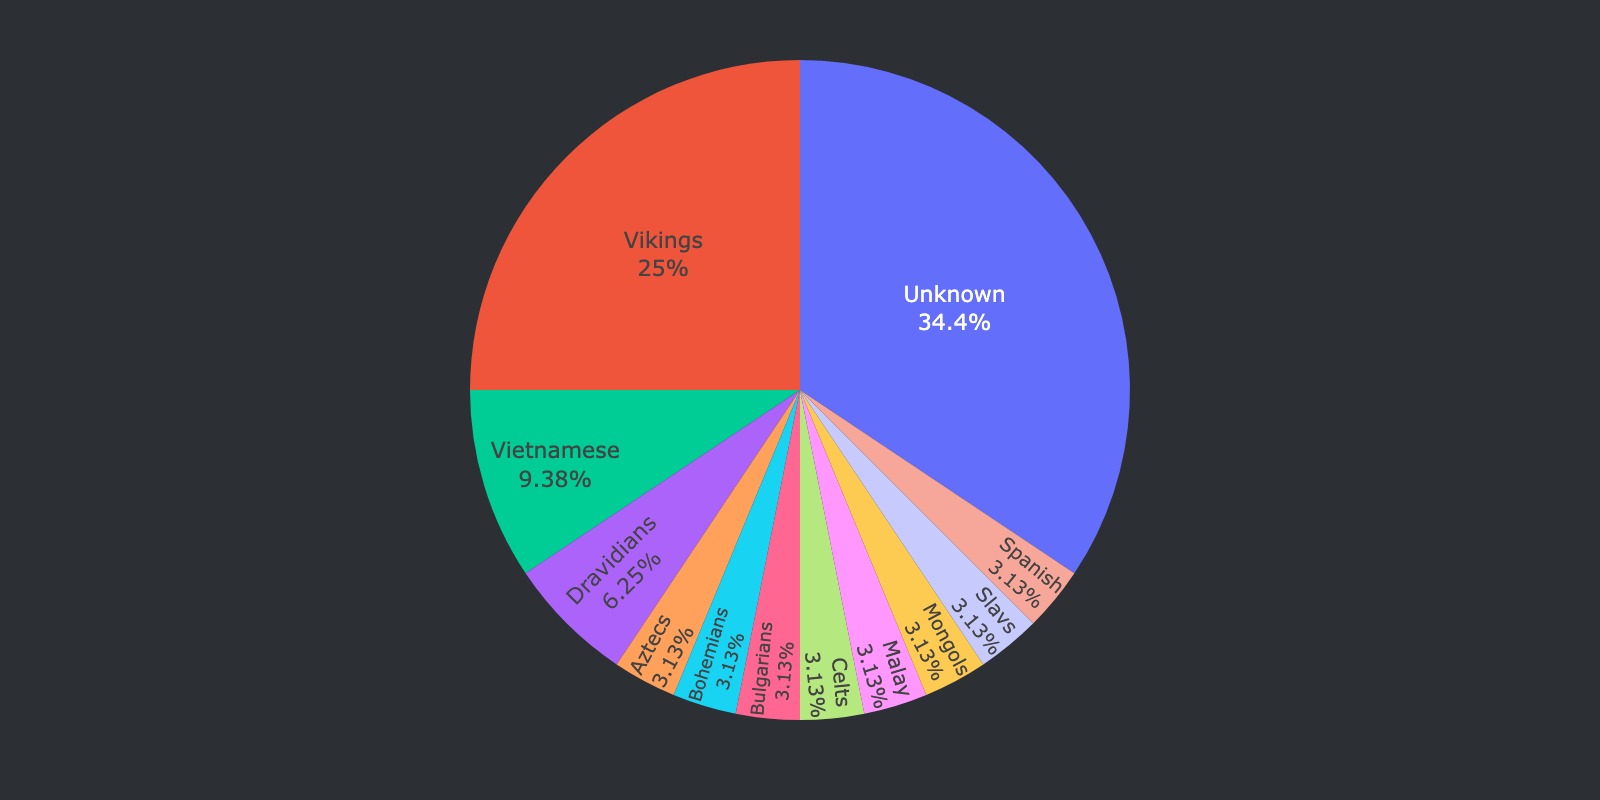 Vikings
25%
Unknown
34.4%
Vietnamese
9.38%
Dravidians
6.25%
Aztecs
3.13%
Bohemians
3.13%
Bulgarians
3.13%
Celts
3.13%
Malay
3.13%
Mongols
3.13%
Slavs
3.13%
Spanish
3.13%